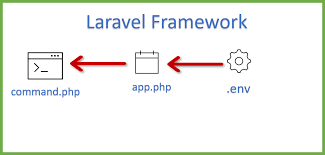 Laravel Framework
command.php
app.php
.env